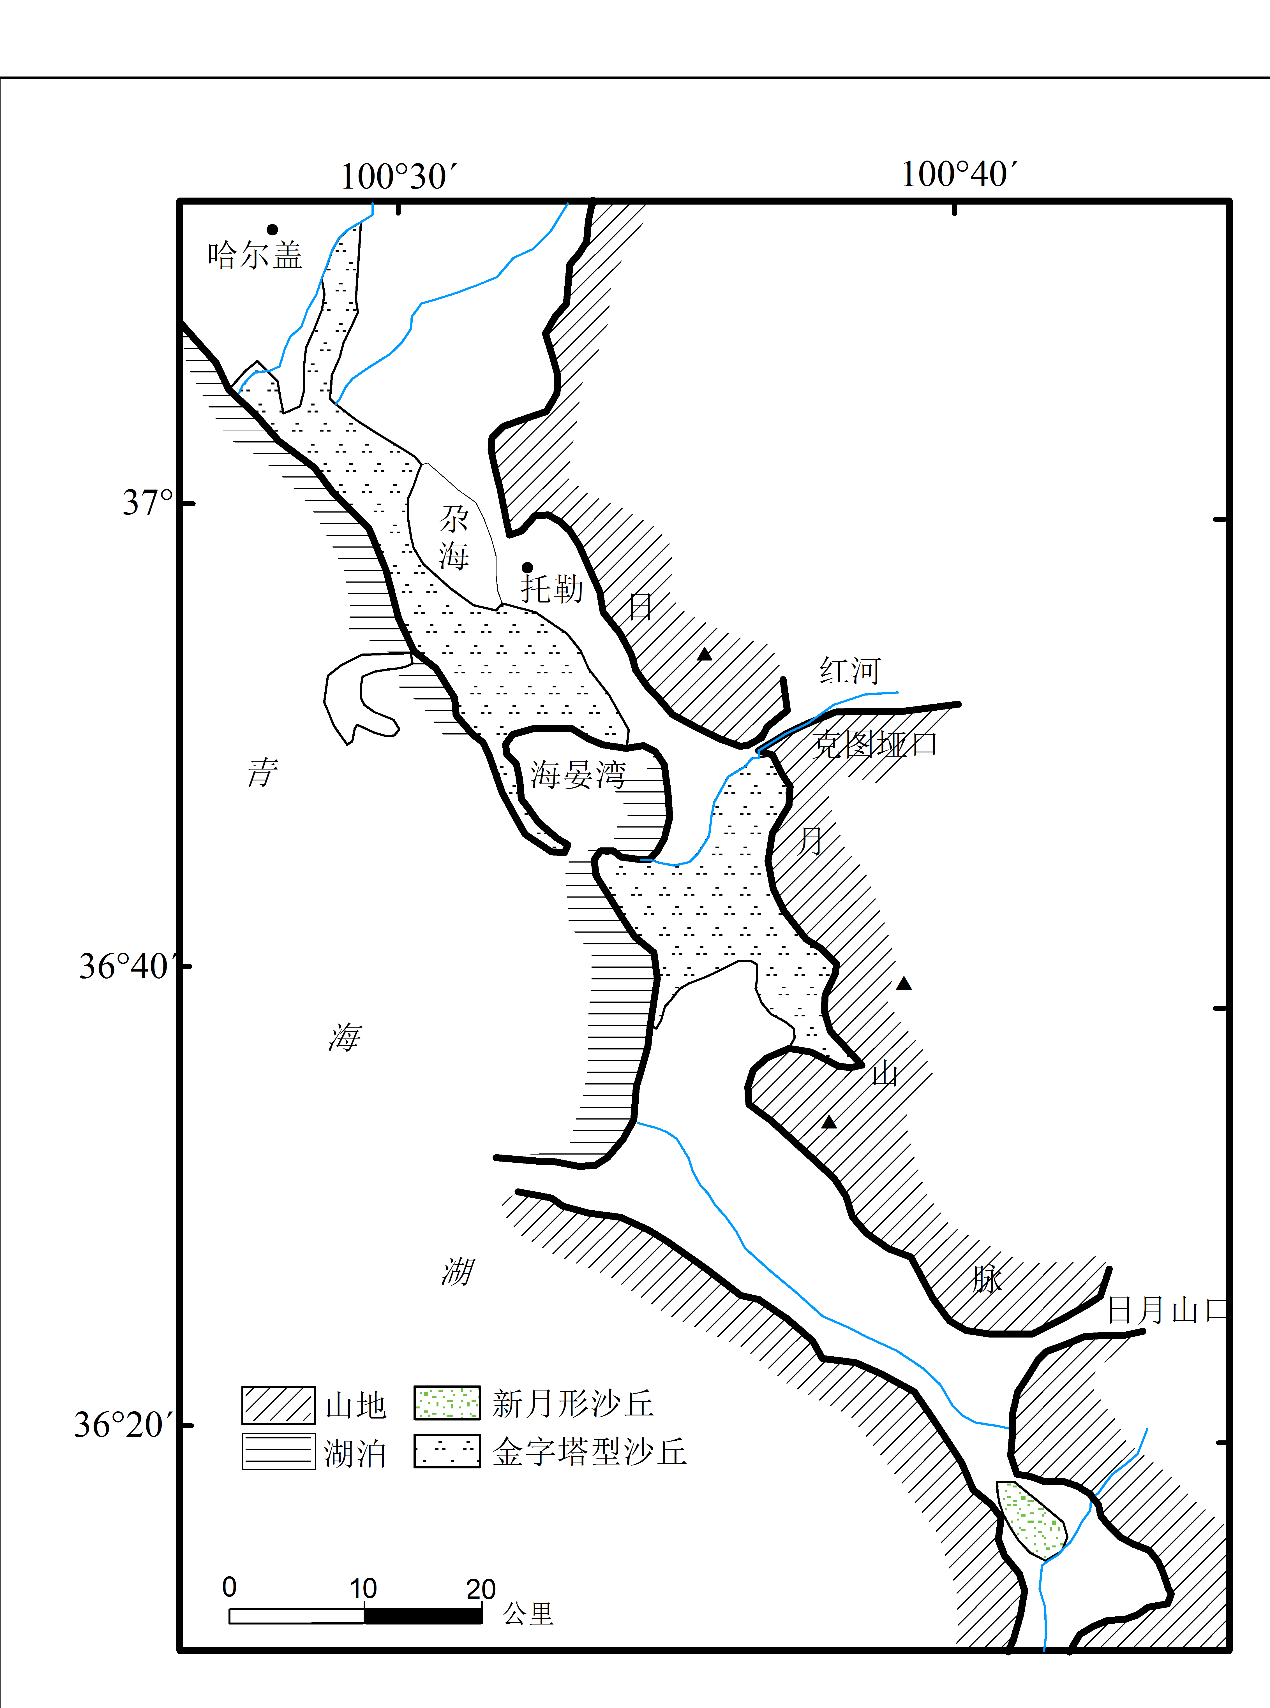 100°30′
100°40′
哈尔盖
37°
尕
海
托勒
日
红河
克图垭口
青
海晏湾
月
36°40′
海
山
湖
脉
日月山口
36°20′
山地
新月形沙丘
湖泊
金字塔型沙丘
0 10 20
公里